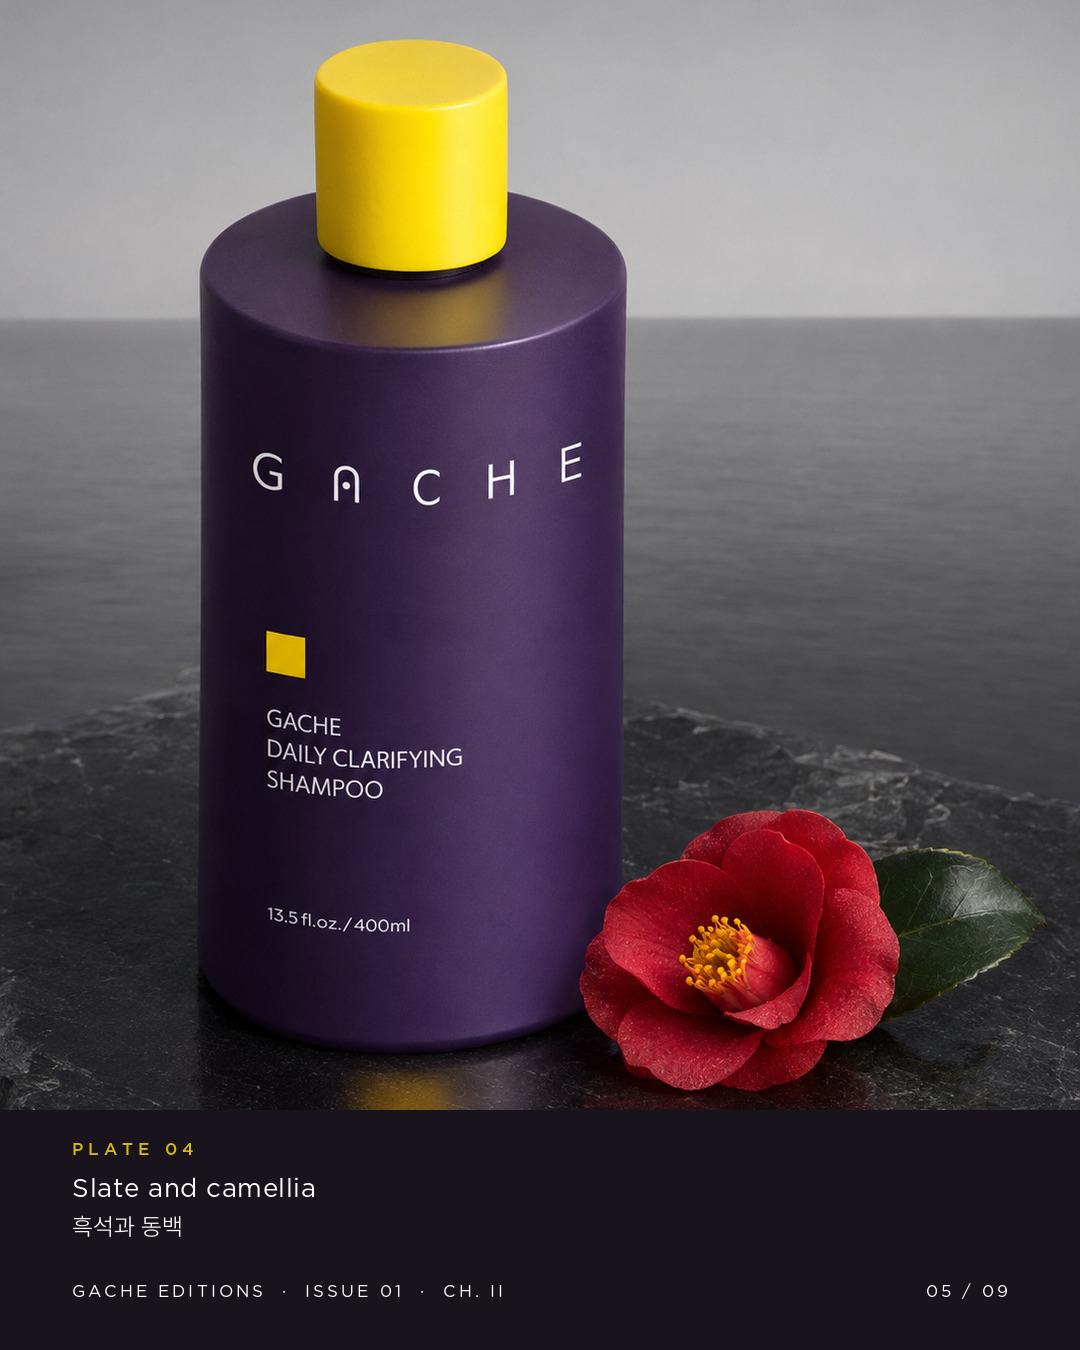 GACHE
GACHE
DAILY CLARIFYING
SHAMPOO
13.5 fl.oz./400ml
PLATE 04
Slate and camellia
흑석과 동백
GACHE EDITIONS · ISSUE 01 · CH. II
05 / 09